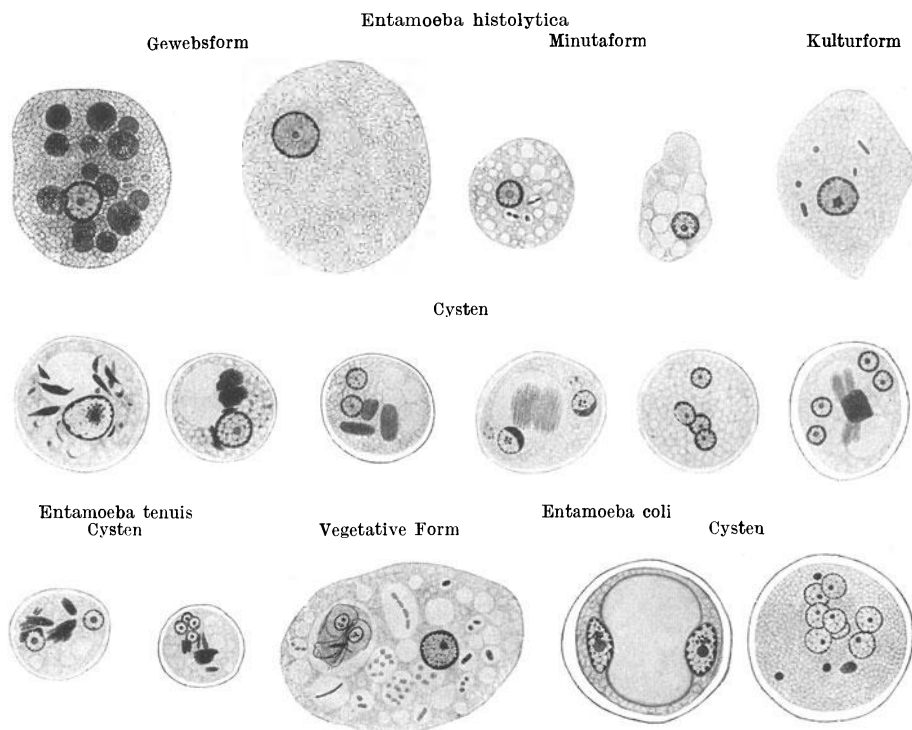 Entamoeba histolytica
Gewebsform
Minutaform
Kulturform
Cysten
Entamoeba tenuis
Cysten
Vegetative Form
Entamoeba coli
Cysten